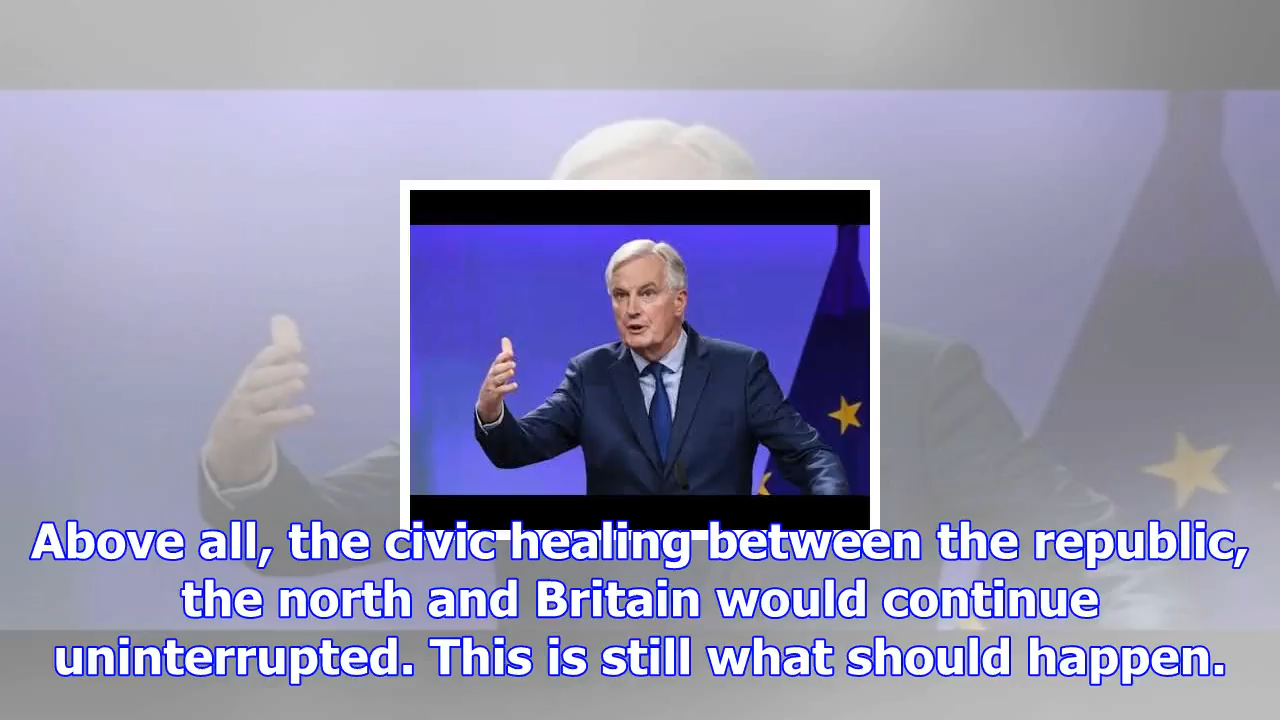 Above all, the civic healing between the republic,
the north and Britain would continue
uninterrupted. This is still what should happen.